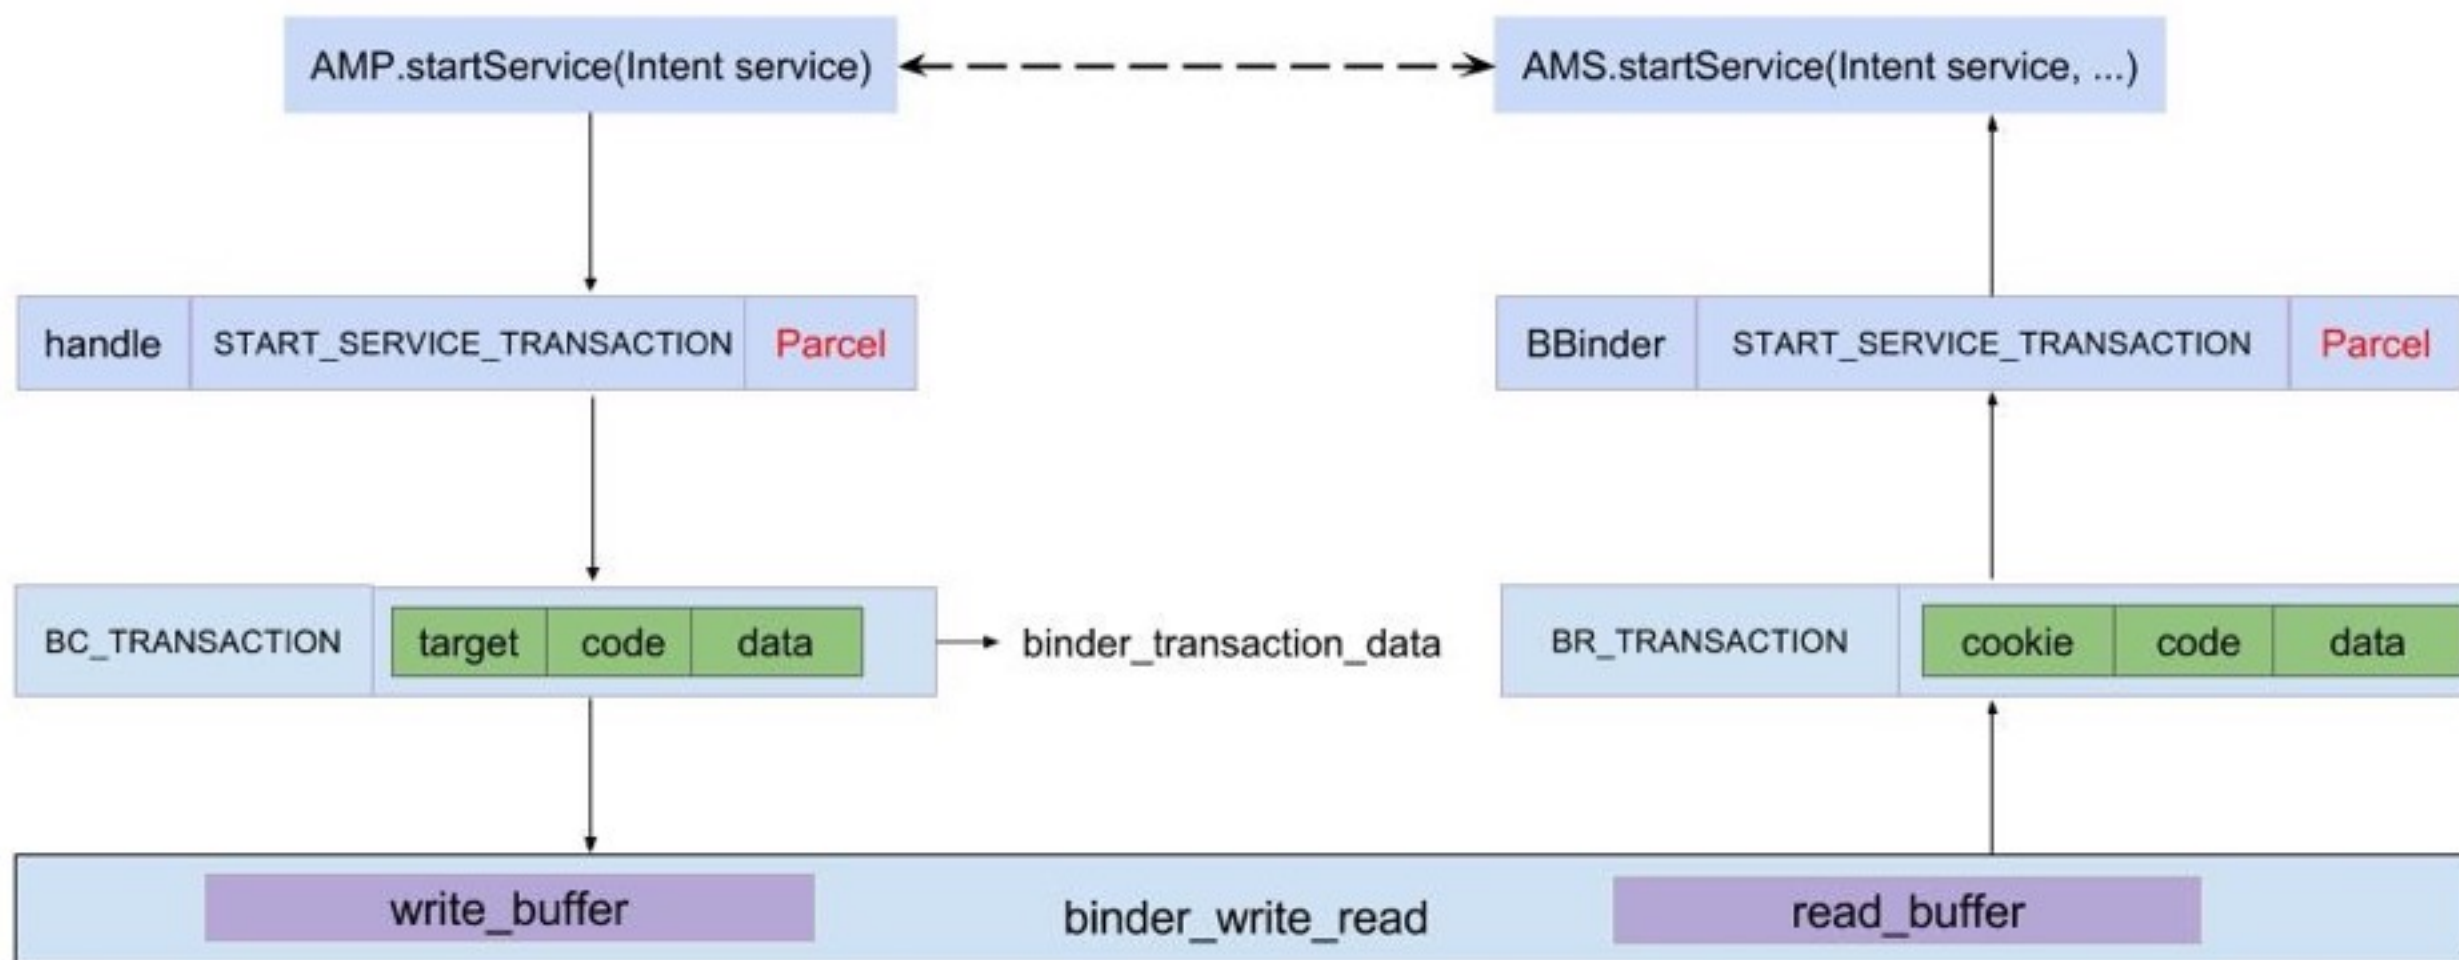 AMP.startService(Intent service)
AMS.startService(Intent service, ...)
handle START_SERVICE_TRANSACTION Parcel
BBinder START_SERVICE_TRANSACTION Parcel
BC_TRANSACTION target code data
binder_transaction_data
BR_TRANSACTION cookie code data
write_buffer
binder_write_read
read_buffer